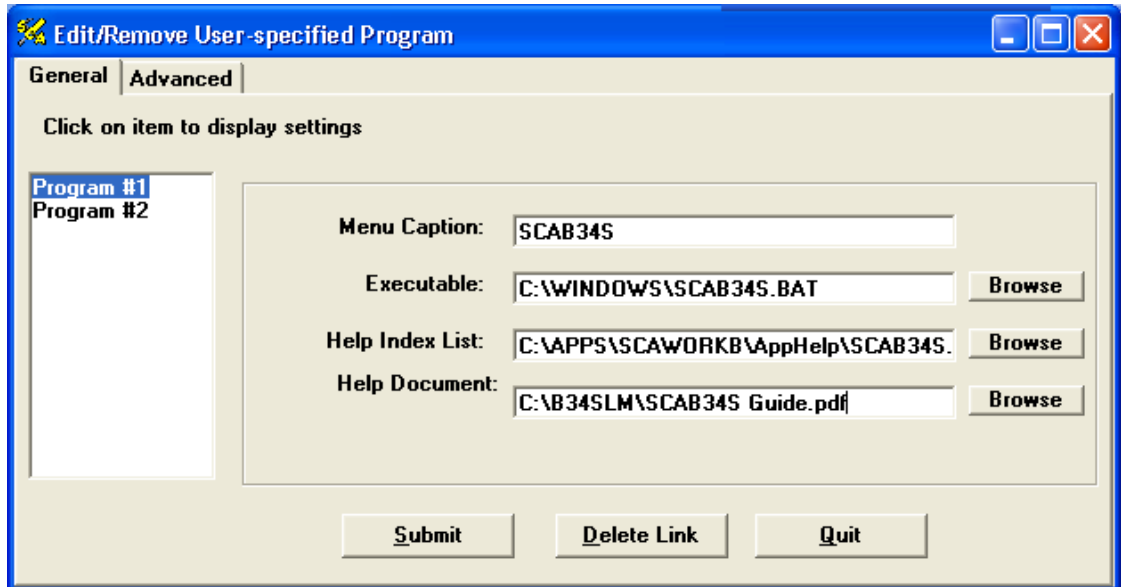 Edit/Remove User-specified Program
General Advanced
Click on item to display settings
Program #1
Program #2
Menu Caption: SCAB34S
Executable: C:\WINDOWS\SCAB34S.BAT Browse
Help Index List: C:\APPS\SCAWORKB\AppHelp\SCAB34S. Browse
Help Document: C:\B34SLM\SCAB34S Guide.pdf Browse
Submit Delete Link Quit